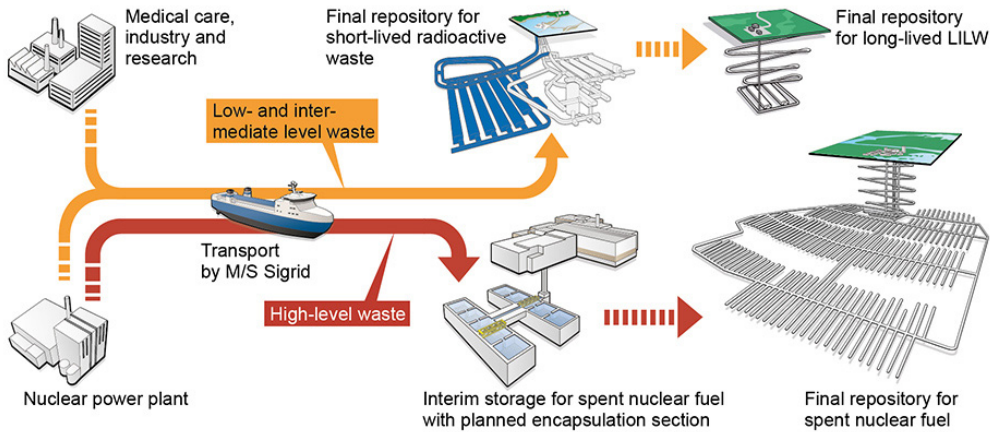 Medical care,
industry and
research
Final repository for
short-lived radioactive
waste
Final repository
for long-lived LILW
Low- and inter-
mediate level waste
Transport
by M/S Sigrid
High-level waste
Nuclear power plant
Interim storage for spent nuclear fuel
with planned encapsulation section
Final repository for
spent nuclear fuel